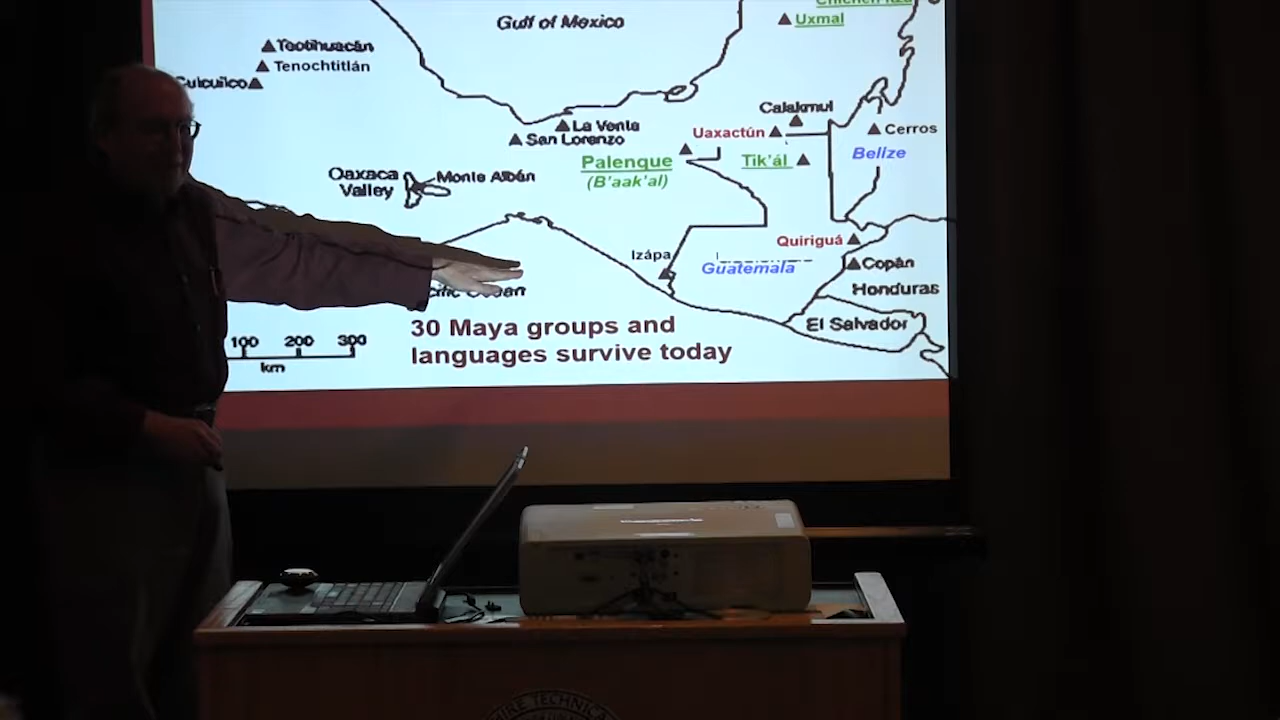 Gulf of Mexico
Uxmal
Teotihuacán
Tenochtitlán
Cuicuilco
Calakmul
La Venta
San Lorenzo
Uaxactún
Cerros
Palenque
(B'aak'al)
Tik'ál
Belize
Oaxaca
Valley
Monte Albán
Izápa
Quiriguá
Guatemala
Copán
Honduras
El Salvador
30 Maya groups and
languages survive today
100 200 300
km
TECHNICAL